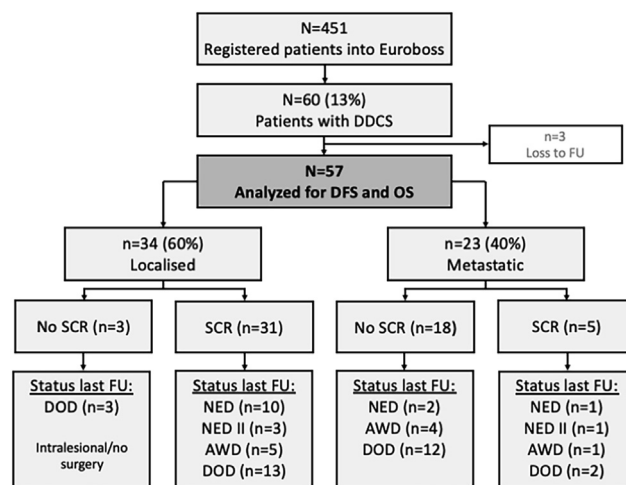 N=451
Registered patients into Euroboss
N=60 (13%)
Patients with DDCS
n=3
Loss to FU
N=57
Analyzed for DFS and OS
n=34 (60%)
Localised
n=23 (40%)
Metastatic
No SCR (n=3)
SCR (n=31)
No SCR (n=18)
SCR (n=5)
Status last FU:
DOD (n=3)
Intralesional/no
surgery
Status last FU:
NED (n=10)
NED II (n=3)
AWD (n=5)
DOD (n=13)
Status last FU:
NED (n=2)
AWD (n=4)
DOD (n=12)
Status last FU:
NED (n=1)
NED II (n=1)
AWD (n=1)
DOD (n=2)